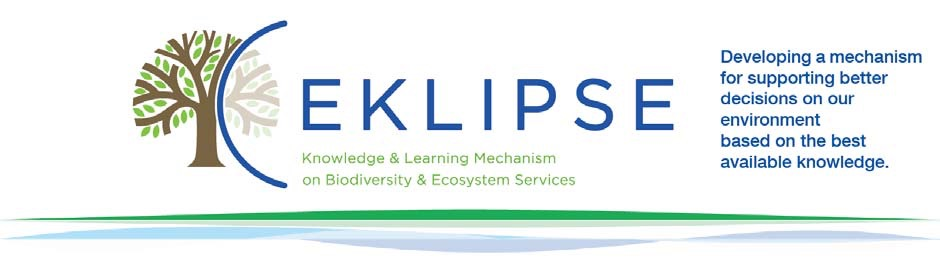 EKLIPSE
Knowledge & Learning Mechanism
on Biodiversity & Ecosystem Services
Developing a mechanism
for supporting better
decisions on our
environment
based on the best
available knowledge.